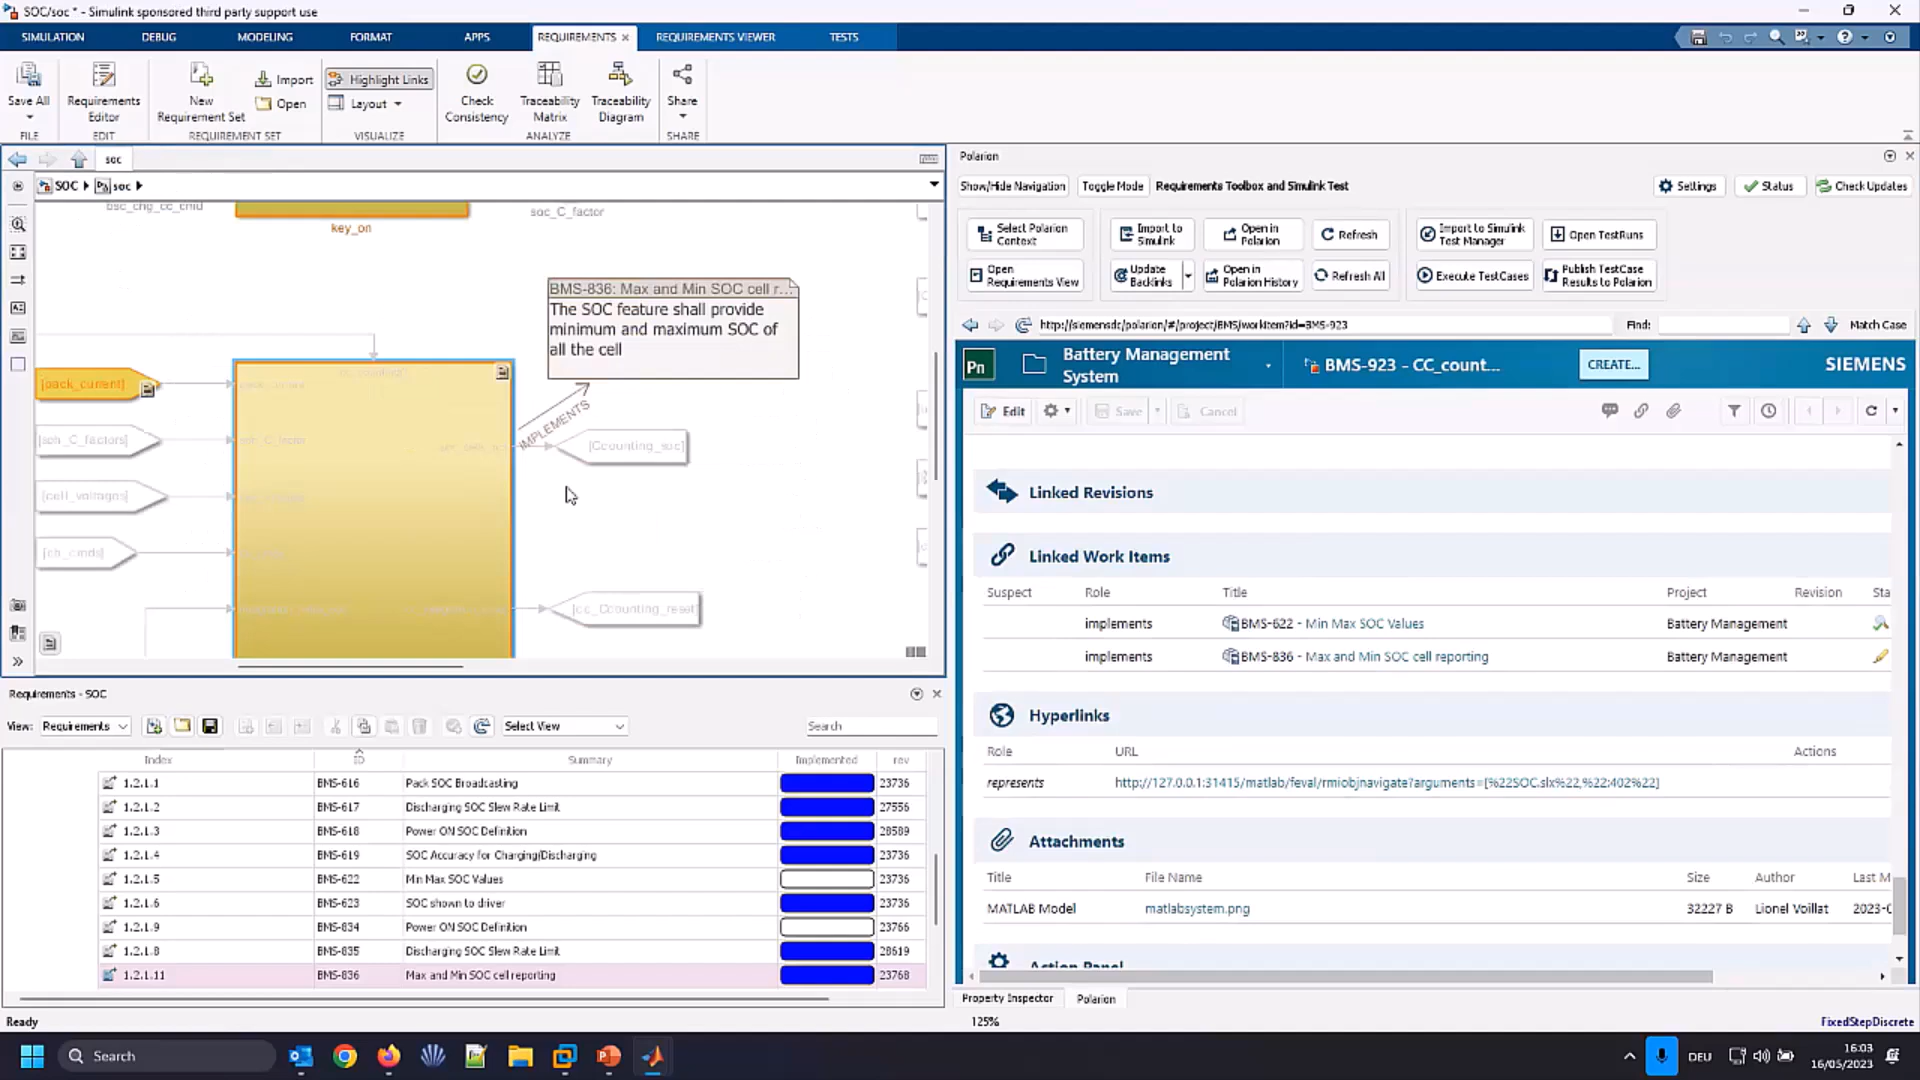 SOC/soc * - Simulink sponsored third party support use
SIMULATION DEBUG MODELING FORMAT APPS REQUIREMENTS × REQUIREMENTS VIEWER TESTS
Save All
Requirements Editor
New Requirement Set
Import
Open
Highlight Links
Layout
Check Consistency
Traceability Matrix
Traceability Diagram
Share
FILE EDIT REQUIREMENT SET VISUALIZE ANALYZE SHARE
soc
SOC soc
bsc_chg_cc_cmd
key_on
soc_C_factor
BMS-836: Max and Min SOC cell r...
The SOC feature shall provide
minimum and maximum SOC of
all the cell
IMPLEMENTS
[pack_current]
[soh_C_factors]
[cell_voltages]
[cb_cmds]
[Ccounting_soc]
[cc_Ccounting_reset]
Requirements - SOC
View: Requirements Select View Search
Index ID Summary Implemented rev
1.2.1.1 BMS-616 Pack SOC Broadcasting 23736
1.2.1.2 BMS-617 Discharging SOC Slew Rate Limit 27556
1.2.1.3 BMS-618 Power ON SOC Definition 28589
1.2.1.4 BMS-619 SOC Accuracy for Charging/Discharging 23736
1.2.1.5 BMS-622 Min Max SOC Values 23736
1.2.1.6 BMS-623 SOC shown to driver 23736
1.2.1.9 BMS-834 Power ON SOC Definition 23766
1.2.1.8 BMS-835 Discharging SOC Slew Rate Limit 28619
1.2.1.11 BMS-836 Max and Min SOC cell reporting 23768
Polarion
Show/Hide Navigation Toggle Mode Requirements Toolbox and Simulink Test Settings Status Check Updates
Select Polarion Context
Import to Simulink
Open in Polarion
Refresh
Import to Simulink Test Manager
Open TestRuns
Open Requirements View
Update Backlinks
Open in Polarion History
Refresh All
Execute TestCases
Publish TestCase Results to Polarion
http://siemensdc/polarion/#/project/BMS/workitem?id=BMS-923 Find: Match Case
Pn Battery Management System BMS-923 - CC_count... CREATE... SIEMENS
Edit Save Cancel
Linked Revisions
Linked Work Items
Suspect Role Title Project Revision Sta
implements BMS-622 - Min Max SOC Values Battery Management
implements BMS-836 - Max and Min SOC cell reporting Battery Management
Hyperlinks
Role URL Actions
represents http://127.0.0.1:31415/matlab/feval/rmiobjnavigate?arguments=[%22SOC.slx%22,%22:402%22]
Attachments
Title File Name Size Author Last M
MATLAB Model matlabsystem.png 32227 B Lionel Voillat 2023-0
Action Panel
Property Inspector Polarion
Ready 125% FixedStepDiscrete
Search
DEU
16:03
16/05/2023